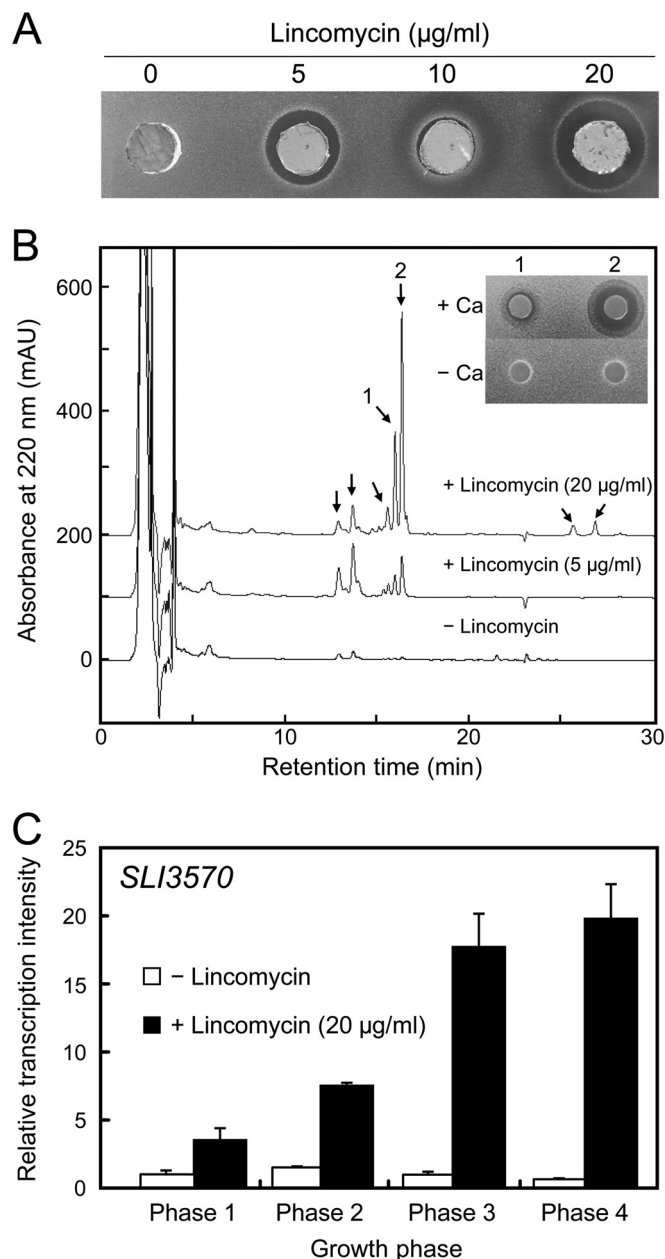 A
Lincomycin (µg/ml)
0 5 10 20
B
600
400
200
0
Absorbance at 220 nm (mAU)
2
1
1 2
+ Ca
− Ca
+ Lincomycin (20 µg/ml)
+ Lincomycin (5 µg/ml)
− Lincomycin
0 10 20 30
Retention time (min)
C
25
20
15
10
5
0
Relative transcription intensity
SLI3570
− Lincomycin
+ Lincomycin (20 µg/ml)
Phase 1 Phase 2 Phase 3 Phase 4
Growth phase